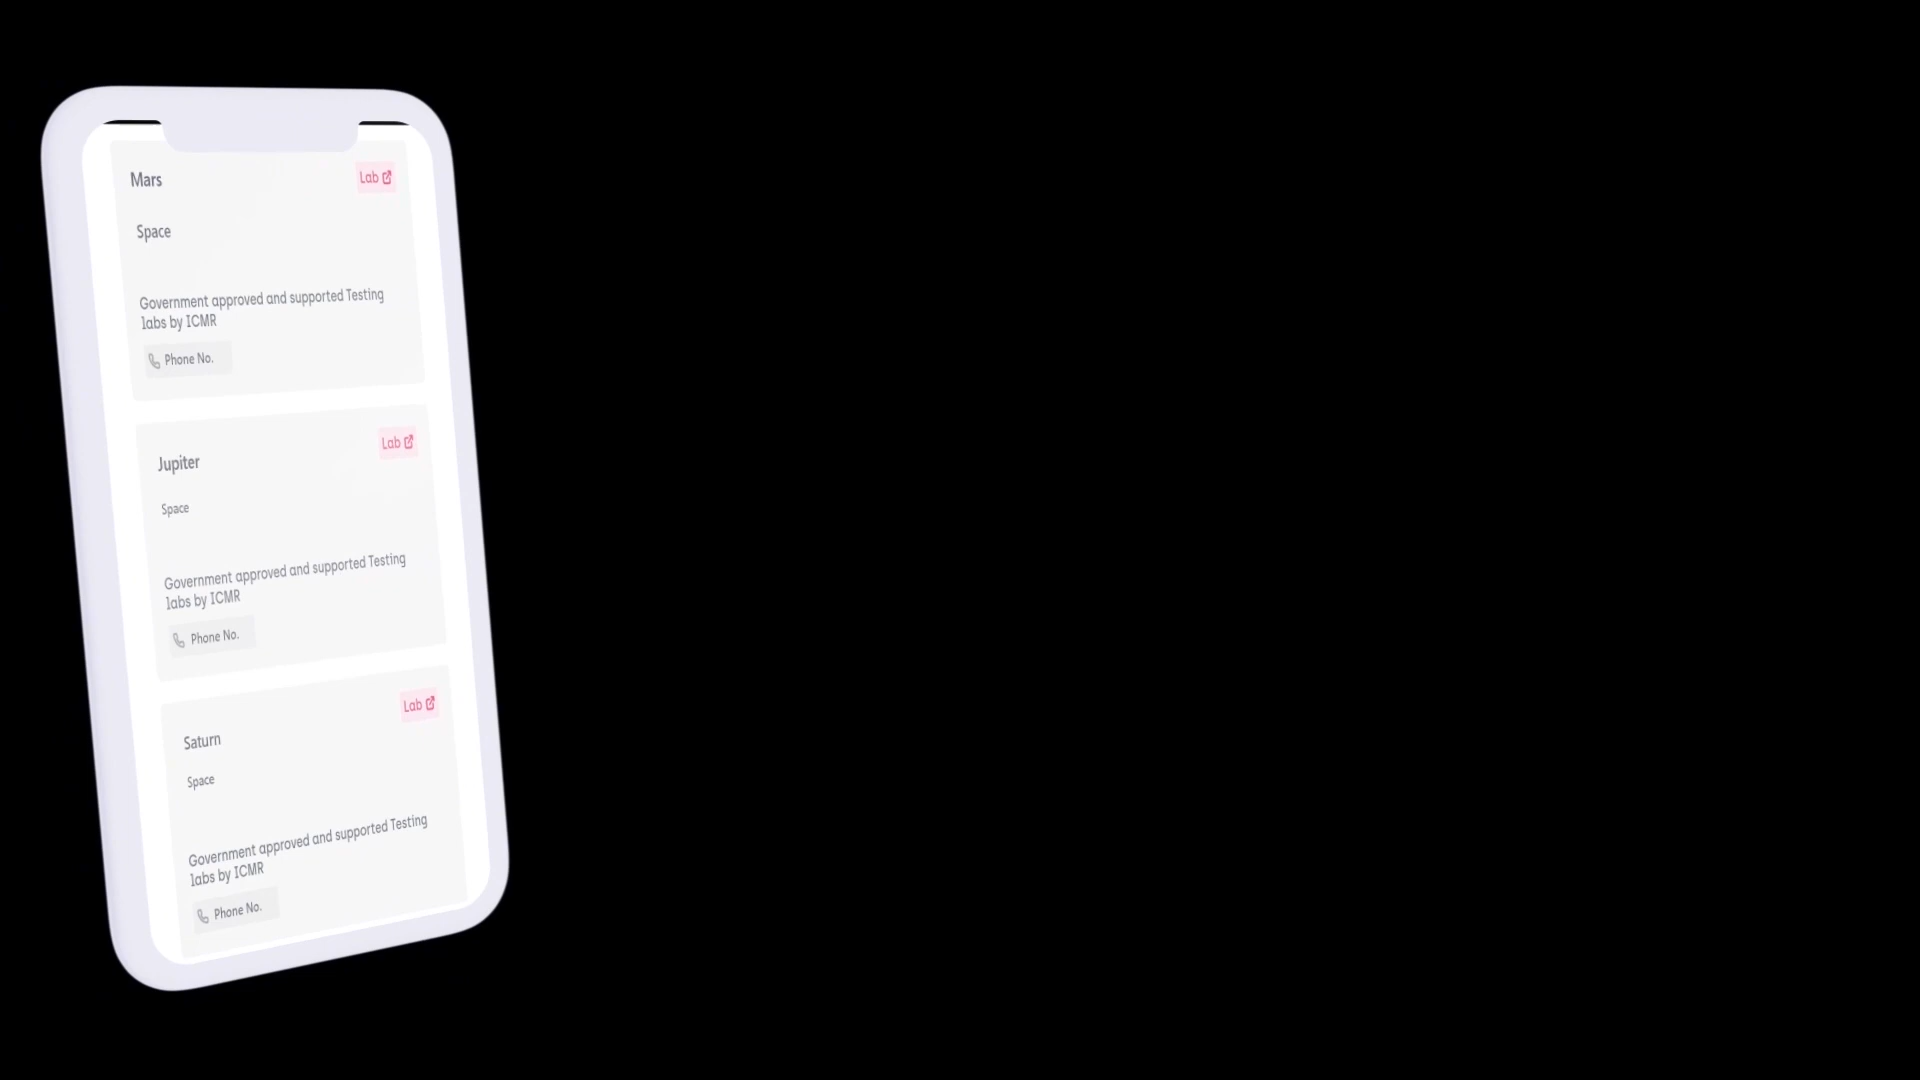 Mars
Lab
Space
Government approved and supported Testing
labs by ICMR
Phone No.
Jupiter
Lab
Space
Government approved and supported Testing
labs by ICMR
Phone No.
Saturn
Lab
Space
Government approved and supported Testing
labs by ICMR
Phone No.